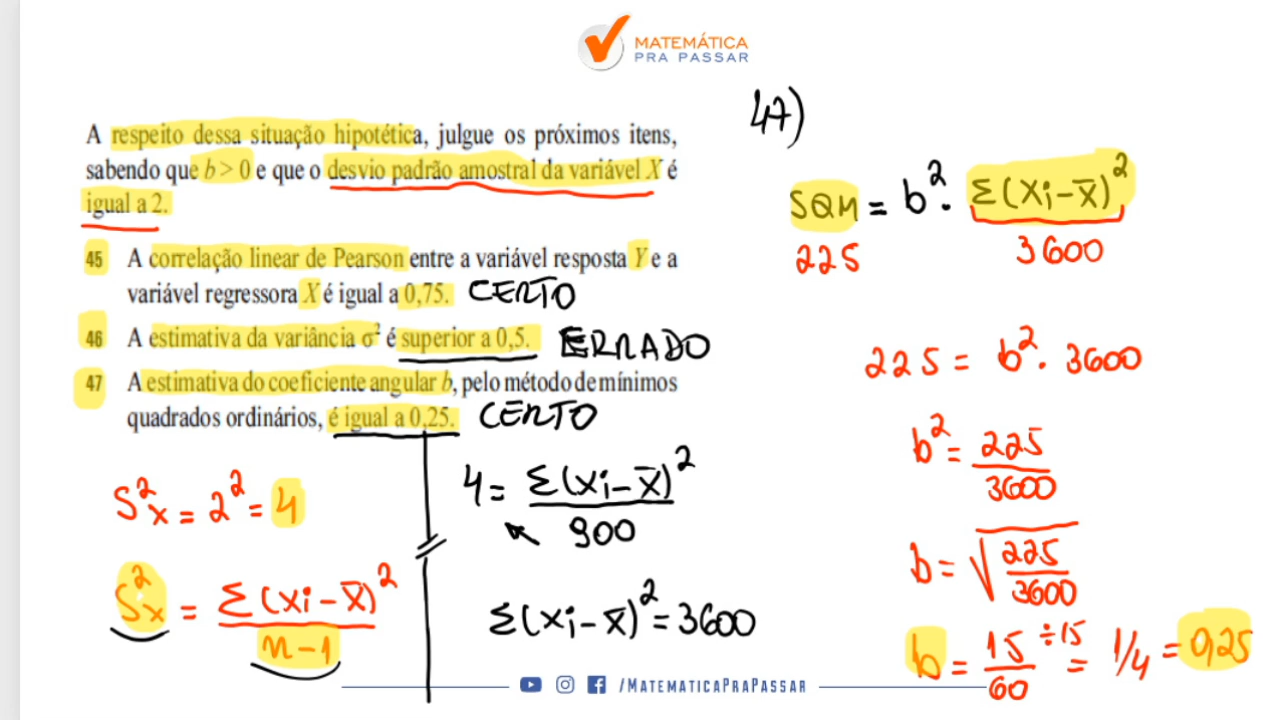 MATEMÁTICA
PRA PASSAR
A respeito dessa situação hipotética, julgue os próximos itens,
sabendo que b > 0 e que o desvio padrão amostral da variável X é
igual a 2.
45 A correlação linear de Pearson entre a variável resposta Y e a
variável regressora X é igual a 0,75. CERTO
46 A estimativa da variância σ² é superior a 0,5. ERRADO
47 A estimativa do coeficiente angular b, pelo método de mínimos
quadrados ordinários, é igual a 0,25. CERTO
S²x = 2² = 4
S²x = Σ(xi − x̄)²
n − 1
4 = Σ(xi − x̄)²
900
Σ(xi − x̄)² = 3600
47)
SQM = b² . Σ(xi − x̄)²
225 3600
225 = b² . 3600
b² = 225
3600
b = √225
3600
b = 15 ÷15 = 1/4 = 0,25
60
/MATEMATICAPRAPASSAR